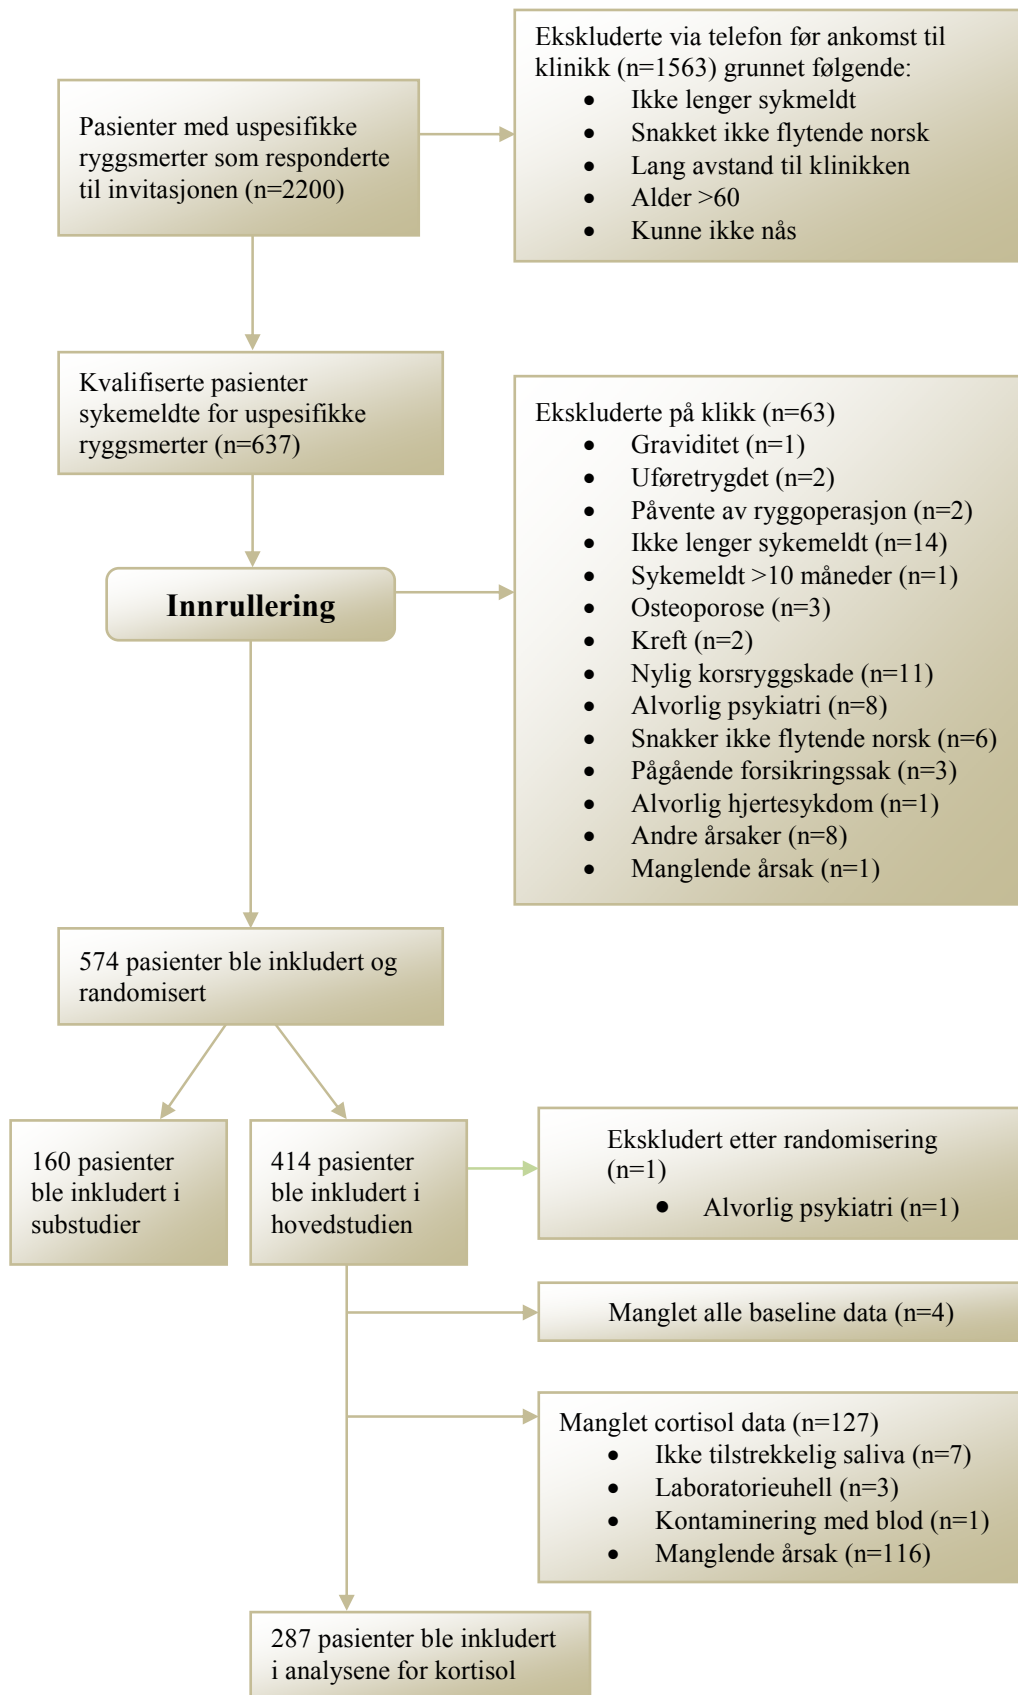 Pasienter med uspesifikke
ryggsmerter som responderte
til invitasjonen (n=2200)
Ekskluderte via telefon før ankomst til
klinikk (n=1563) grunnet følgende:
• Ikke lenger sykmeldt
• Snakket ikke flytende norsk
• Lang avstand til klinikken
• Alder >60
• Kunne ikke nås
Kvalifiserte pasienter
sykemeldte for uspesifikke
ryggsmerter (n=637)
Innrullering
Ekskluderte på klikk (n=63)
• Graviditet (n=1)
• Uføretrygdet (n=2)
• Påvente av ryggoperasjon (n=2)
• Ikke lenger sykemeldt (n=14)
• Sykemeldt >10 måneder (n=1)
• Osteoporose (n=3)
• Kreft (n=2)
• Nylig korsryggskade (n=11)
• Alvorlig psykiatri (n=8)
• Snakker ikke flytende norsk (n=6)
• Pågående forsikringssak (n=3)
• Alvorlig hjertesykdom (n=1)
• Andre årsaker (n=8)
• Manglende årsak (n=1)
574 pasienter ble inkludert og
randomisert
160 pasienter
ble inkludert i
substudier
414 pasienter
ble inkludert i
hovedstudien
Ekskludert etter randomisering
(n=1)
• Alvorlig psykiatri (n=1)
Manglet alle baseline data (n=4)
Manglet cortisol data (n=127)
• Ikke tilstrekkelig saliva (n=7)
• Laboratorieuhell (n=3)
• Kontaminering med blod (n=1)
• Manglende årsak (n=116)
287 pasienter ble inkludert
i analysene for kortisol